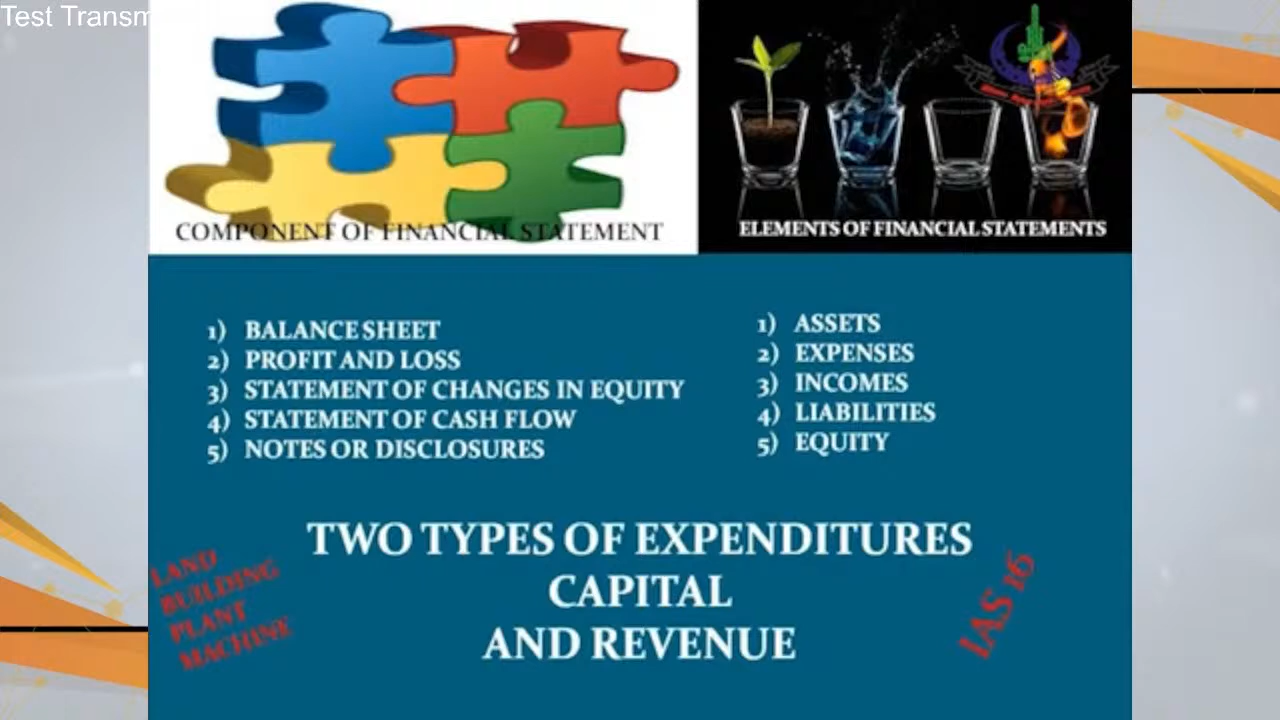 Test Transm
COMPONENT OF FINANCIAL STATEMENT
ELEMENTS OF FINANCIAL STATEMENTS
1) BALANCE SHEET
2) PROFIT AND LOSS
3) STATEMENT OF CHANGES IN EQUITY
4) STATEMENT OF CASH FLOW
5) NOTES OR DISCLOSURES
1) ASSETS
2) EXPENSES
3) INCOMES
4) LIABILITIES
5) EQUITY
TWO TYPES OF EXPENDITURES
CAPITAL
AND REVENUE
LAND
BUILDING
PLANT
MACHINE
IAS 16